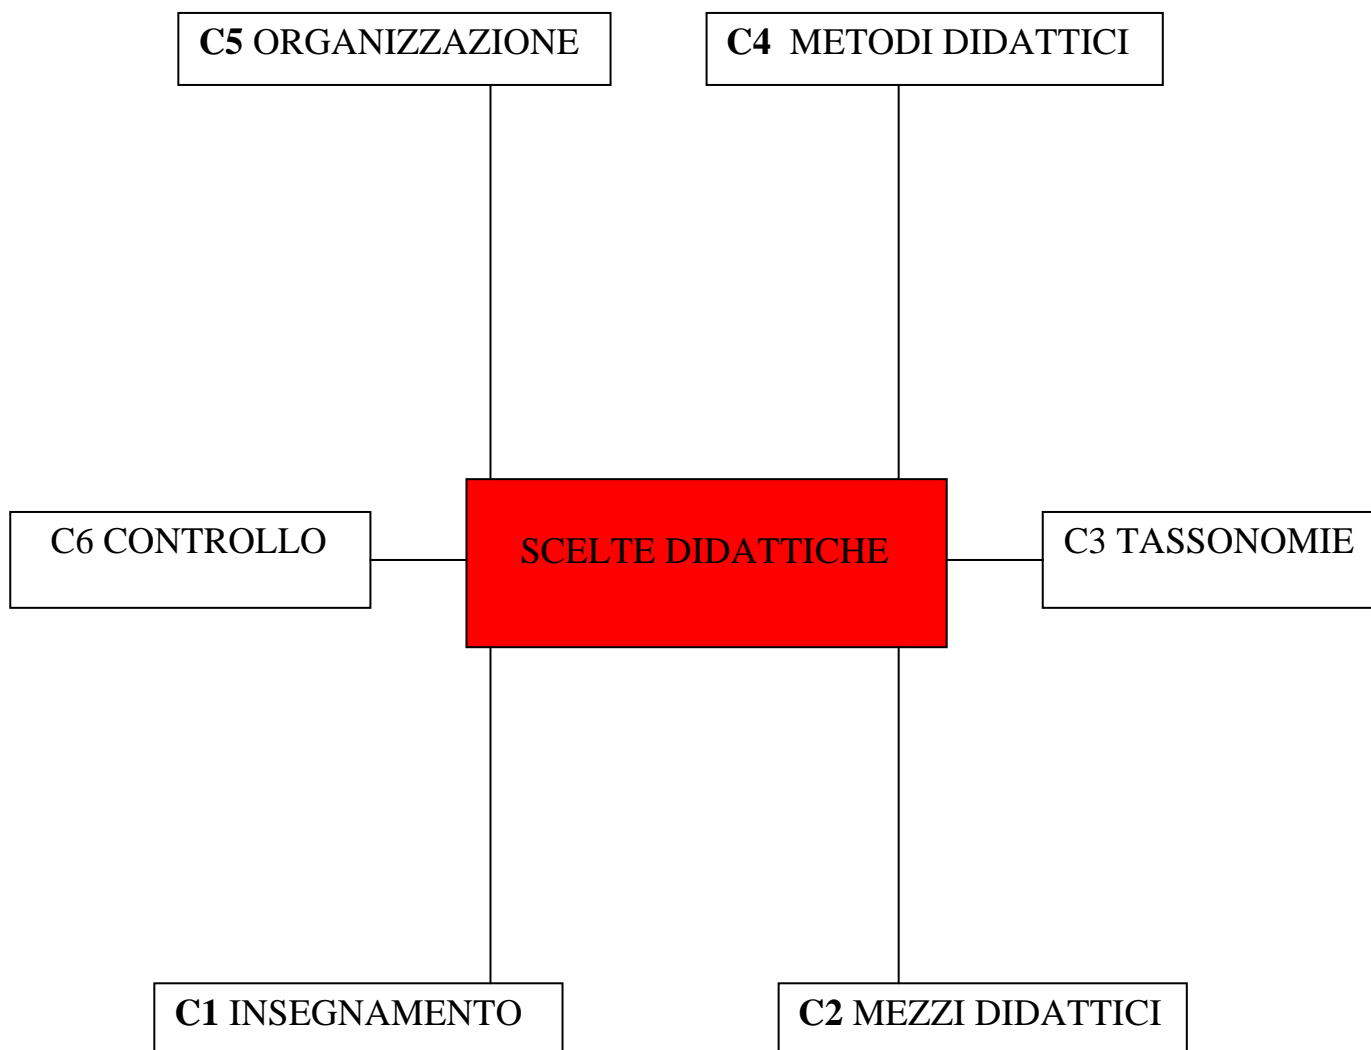 C5 ORGANIZZAZIONE
C4 METODI DIDATTICI
C6 CONTROLLO
SCELTE DIDATTICHE
C3 TASSONOMIE
C1 INSEGNAMENTO
C2 MEZZI DIDATTICI